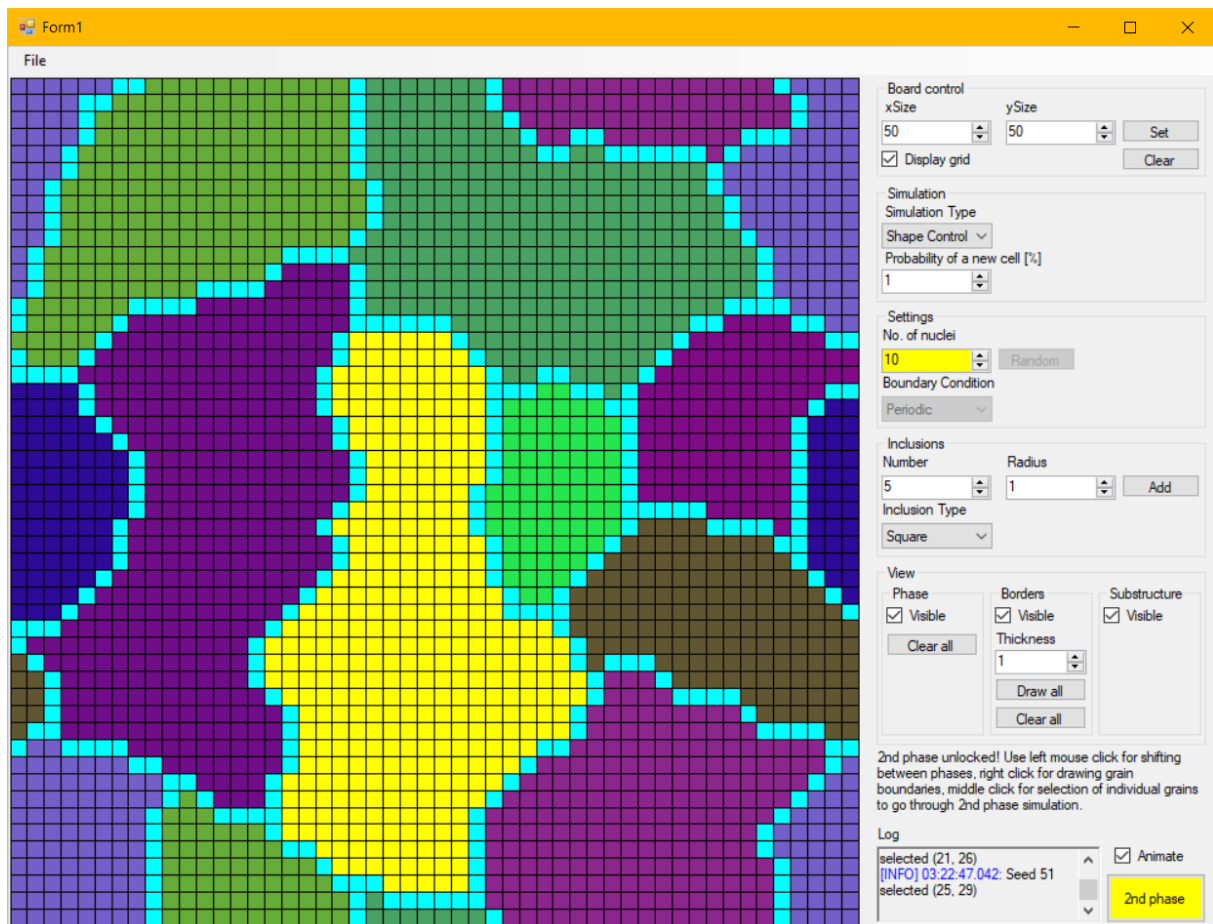 Form1
File
Board control
xSize ySize
50 50 Set
Display grid Clear
Simulation
Simulation Type
Shape Control
Probability of a new cell [%]
1
Settings
No. of nuclei
10 Random
Boundary Condition
Periodic
Inclusions
Number Radius
5 1 Add
Inclusion Type
Square
View
Phase Borders Substructure
Visible Visible Visible
Clear all Thickness
1
Draw all
Clear all
2nd phase unlocked! Use left mouse click for shifting
between phases, right click for drawing grain
boundaries, middle click for selection of individual grains
to go through 2nd phase simulation.
Log
selected (21, 26) Animate
[INFO] 03:22:47.042: Seed 51
selected (25, 29) 2nd phase